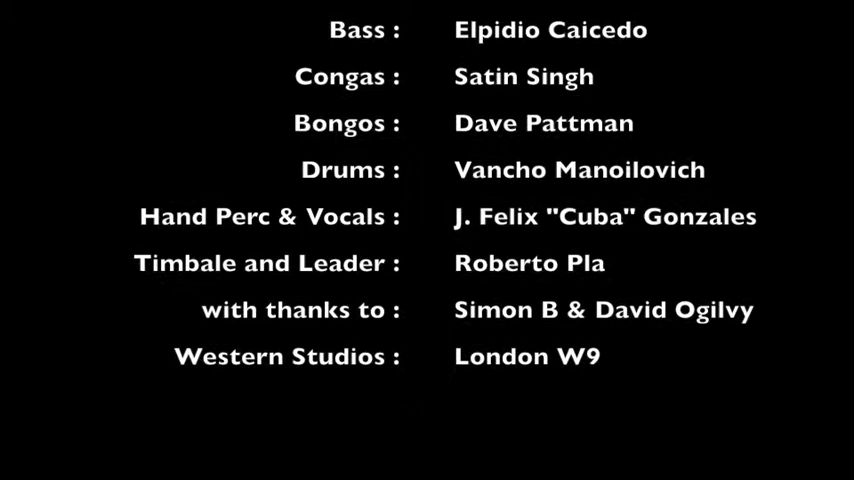 Bass : Elpidio Caicedo
Congas : Satin Singh
Bongos : Dave Pattman
Drums : Vancho Manoilovich
Hand Perc & Vocals : J. Felix "Cuba" Gonzales
Timbale and Leader : Roberto Pla
with thanks to : Simon B & David Ogilvy
Western Studios : London W9